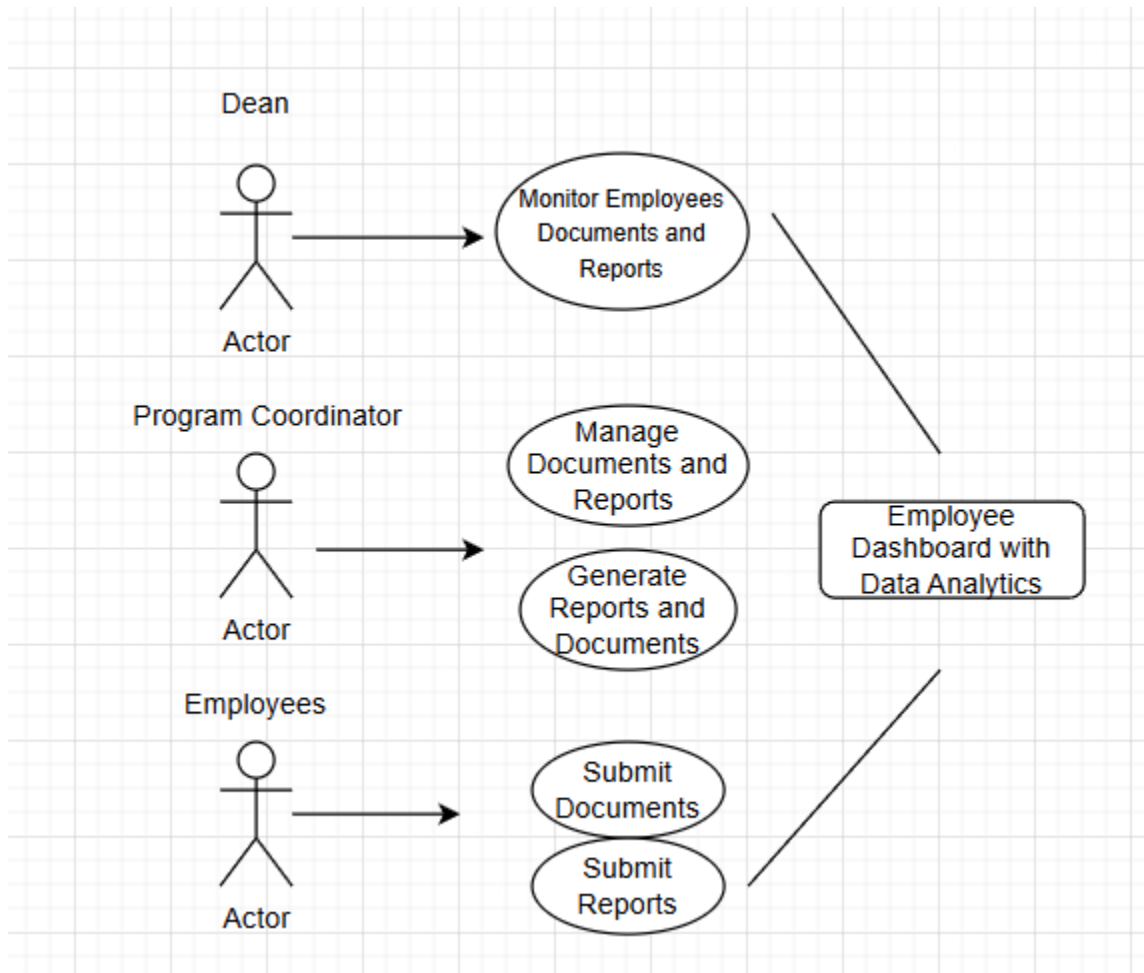 Dean
Monitor Employees
Documents and
Reports
Actor
Program Coordinator
Manage
Documents and
Reports
Employee
Dashboard with
Data Analytics
Generate
Reports and
Documents
Actor
Employees
Submit
Documents
Submit
Reports
Actor